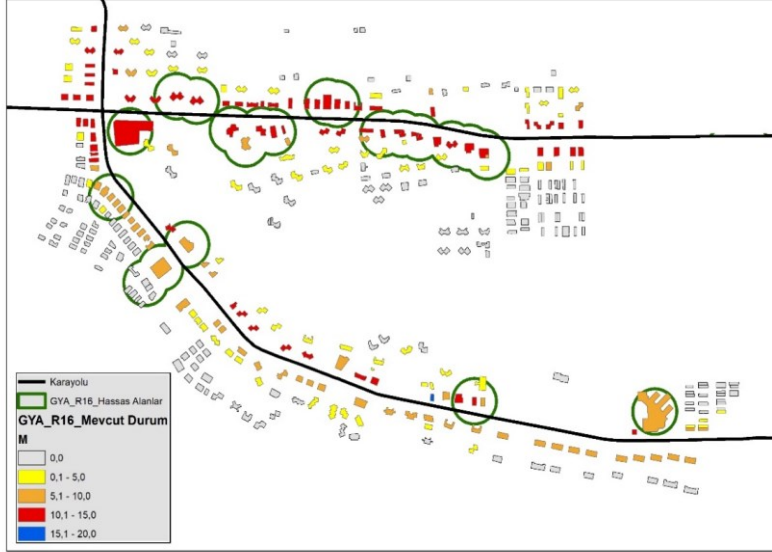 Karayolu
GYA_R16_Hassas Alanlar
GYA_R16_Mevcut Durum
M
0,0
0,1 - 5,0
5,1 - 10,0
10,1 - 15,0
15,1 - 20,0